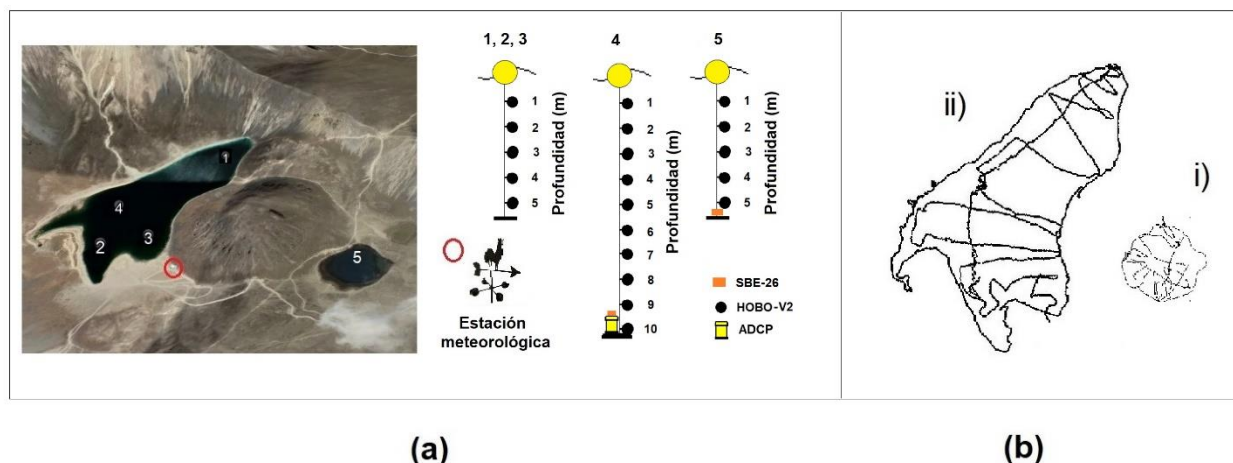 1, 2, 3
4
5
1
2
3
4
5
Profundidad (m)
1
2
3
4
5
6
7
8
9
10
Profundidad (m)
1
2
3
4
5
Profundidad (m)
1
4
2
3
5
Estación
meteorológica
SBE-26
HOBO-V2
ADCP
ii)
i)
(a)
(b)